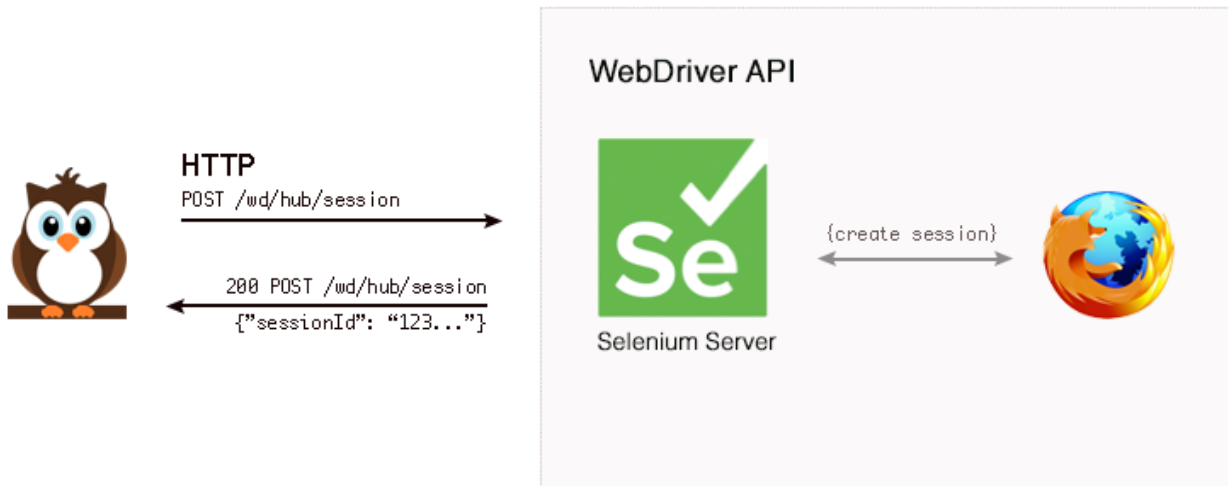 WebDriver API
HTTP
POST /wd/hub/session
200 POST /wd/hub/session
{”sessionId”: “123...”}
Se
Selenium Server
{create session}